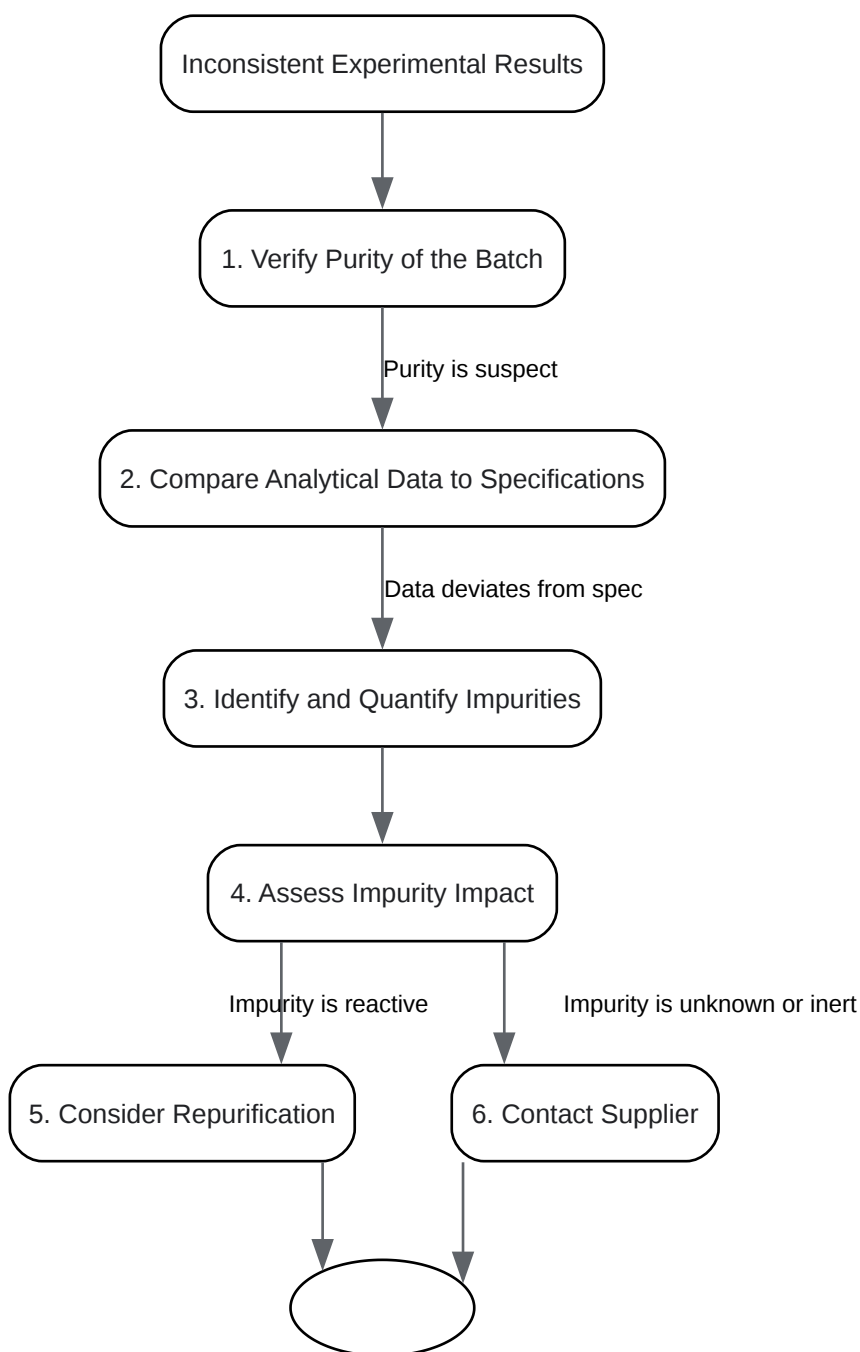 Inconsistent Experimental Results
1. Verify Purity of the Batch
Purity is suspect
2. Compare Analytical Data to Specifications
Data deviates from spec
3. Identify and Quantify Impurities
4. Assess Impurity Impact
Impurity is reactive
Impurity is unknown or inert
5. Consider Repurification
6. Contact Supplier